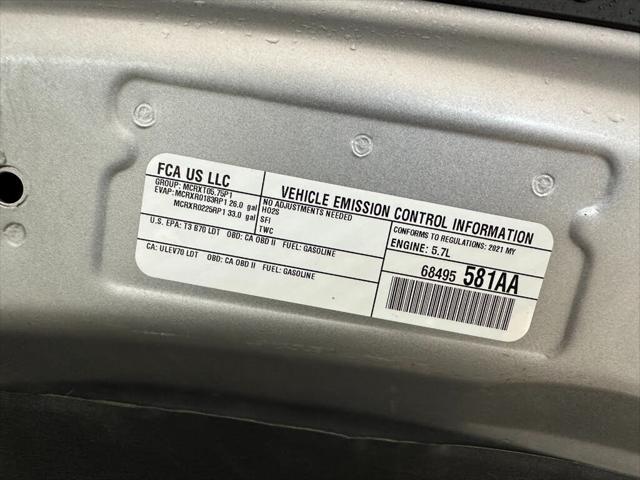 FCA US LLC
GROUP: MCRXT05.75P1
EVAP: MCRXR0183RP1 26.0 gal
MCRXR0225RP1 33.0 gal
VEHICLE EMISSION CONTROL INFORMATION
NO ADJUSTMENTS NEEDED
HO2S
SFI
TWC
CONFORMS TO REGULATIONS: 2021 MY
ENGINE: 5.7L
U.S. EPA: T3 B70 LDT OBD: CA OBD II FUEL: GASOLINE
CA: ULEV70 LDT OBD: CA OBD II FUEL: GASOLINE
68495 581AA